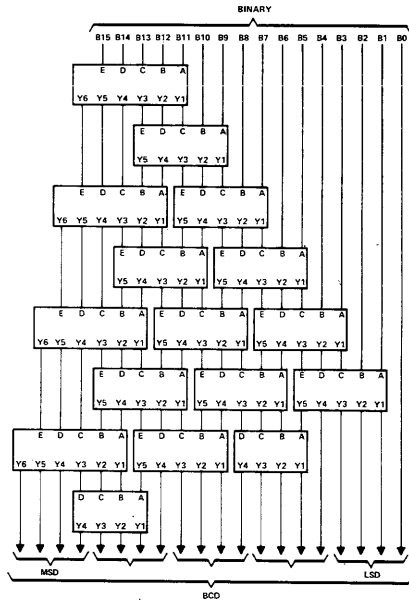 BINARY
B15 B14 B13 B12 B11 B10 B9 B8 B7 B6 B5 B4 B3 B2 B1 B0
E D C B A
Y6 Y5 Y4 Y3 Y2 Y1
E D C B A
Y5 Y4 Y3 Y2 Y1
E D C B A E D C B A
Y6 Y5 Y4 Y3 Y2 Y1 Y5 Y4 Y3 Y2 Y1
E D C B A E D C B A
Y5 Y4 Y3 Y2 Y1 Y5 Y4 Y3 Y2 Y1
E D C B A E D C B A E D C B A
Y6 Y5 Y4 Y3 Y2 Y1 Y5 Y4 Y3 Y2 Y1 Y5 Y4 Y3 Y2 Y1
E D C B A E D C B A E D C B A
Y5 Y4 Y3 Y2 Y1 Y5 Y4 Y3 Y2 Y1 Y5 Y4 Y3 Y2 Y1
E D C B A E D C B A D C B A
Y6 Y5 Y4 Y3 Y2 Y1 Y5 Y4 Y3 Y2 Y1 Y4 Y3 Y2 Y1
D C B A
Y4 Y3 Y2 Y1
MSD LSD
BCD